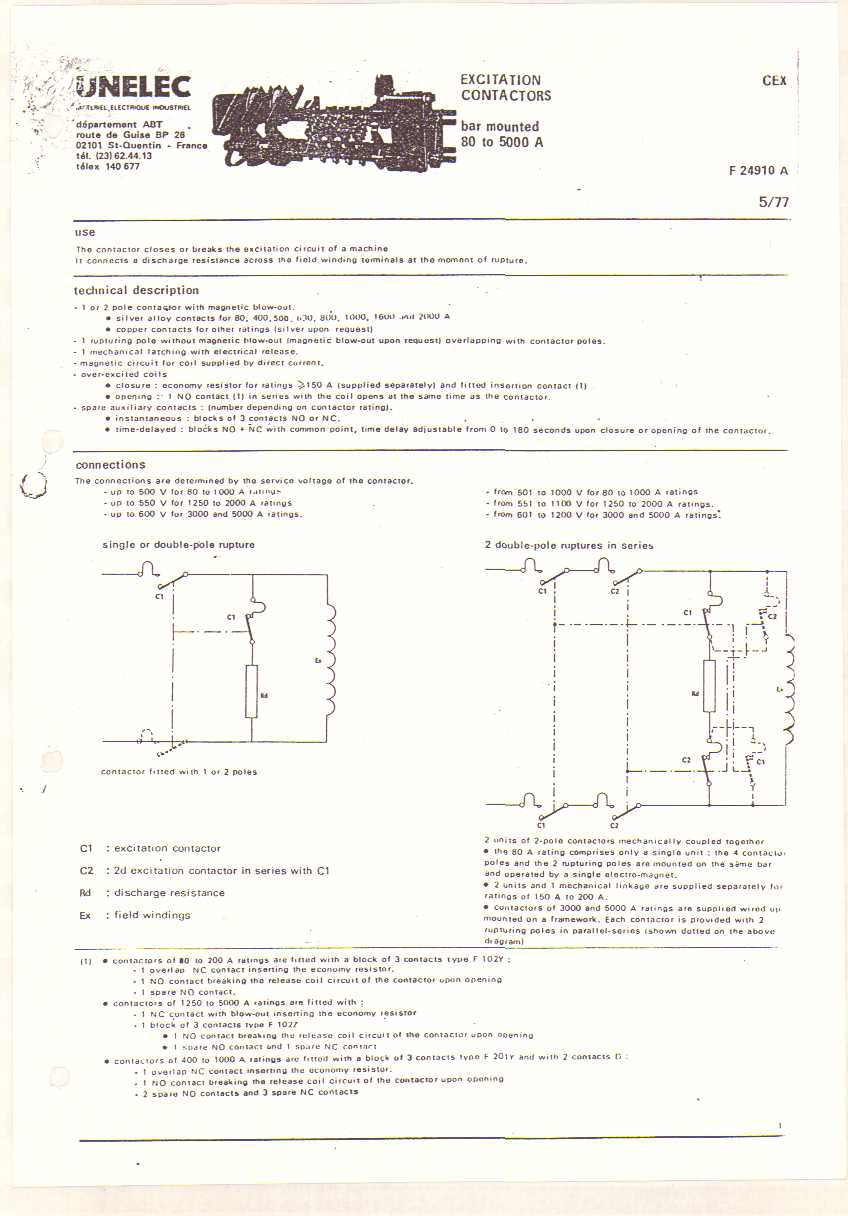 UNELEC
MATERIEL ELECTRIQUE INDUSTRIEL
département ABT
route de Guise BP 28
02101 St-Quentin - France
tél. (23) 62.44.13
télex 140 677
EXCITATION
CONTACTORS
bar mounted
80 to 5000 A
CEX
F 24910 A
5/77
use
The contactor closes or breaks the excitation circuit of a machine
It connects a discharge resistance across the field winding terminals at the moment of rupture.
technical description
- 1 or 2 pole contactor with magnetic blow-out.
• silver alloy contacts for 80, 400, 500, 630, 800, 1000, 1600 and 2000 A
• copper contacts for other ratings (silver upon request)
- 1 rupturing pole without magnetic blow-out (magnetic blow-out upon request) overlapping with contactor poles.
- 1 mechanical latching with electrical release.
- magnetic circuit for coil supplied by direct current.
- over-excited coils
• closure : economy resistor for ratings ⩾150 A (supplied separately) and fitted insertion contact (1)
• opening : 1 NO contact (1) in series with the coil opens at the same time as the contactor.
- spare auxiliary contacts : (number depending on contactor rating).
• instantaneous : blocks of 3 contacts NO or NC.
• time-delayed : blocks NO + NC with common point, time delay adjustable from 0 to 180 seconds upon closure or opening of the contactor.
connections
The connections are determined by the service voltage of the contactor.
- up to 500 V for 80 to 1000 A ratings
- up to 550 V for 1250 to 2000 A ratings
- up to 600 V for 3000 and 5000 A ratings.
- from 501 to 1000 V for 80 to 1000 A ratings
- from 551 to 1100 V for 1250 to 2000 A ratings.
- from 601 to 1200 V for 3000 and 5000 A ratings.
single or double-pole rupture
C1
C1
Ex
Rd
contactor fitted with 1 or 2 poles
2 double-pole ruptures in series
C1
C2
C1
C2
Rd
Ex
C2
C1
C1
C2
C1 : excitation contactor
C2 : 2d excitation contactor in series with C1
Rd : discharge resistance
Ex : field windings
2 units of 2-pole contactors mechanically coupled together
• the 80 A rating comprises only a single unit : the 4 contactor
poles and the 2 rupturing poles are mounted on the same bar
and operated by a single electro-magnet.
• 2 units and 1 mechanical linkage are supplied separately for
ratings of 150 A to 200 A.
• contactors of 3000 and 5000 A ratings are supplied wired up
mounted on a framework. Each contactor is provided with 2
rupturing poles in parallel-series (shown dotted on the above
diagram)
(1) • contactors of 80 to 200 A ratings are fitted with a block of 3 contacts type F 102Y :
- 1 overlap NC contact inserting the economy resistor.
- 1 NO contact breaking the release coil circuit of the contactor upon opening
- 1 spare NO contact.
• contactors of 1250 to 5000 A ratings are fitted with :
- 1 NC contact with blow-out inserting the economy resistor
- 1 block of 3 contacts type F 102Z
• 1 NO contact breaking the release coil circuit of the contactor upon opening
• 1 spare NO contact and 1 spare NC contact
• contactors of 400 to 1000 A ratings are fitted with a block of 3 contacts type F 201Y and with 2 contacts D :
- 1 overlap NC contact inserting the economy resistor.
- 1 NO contact breaking the release coil circuit of the contactor upon opening
- 2 spare NO contacts and 3 spare NC contacts
1